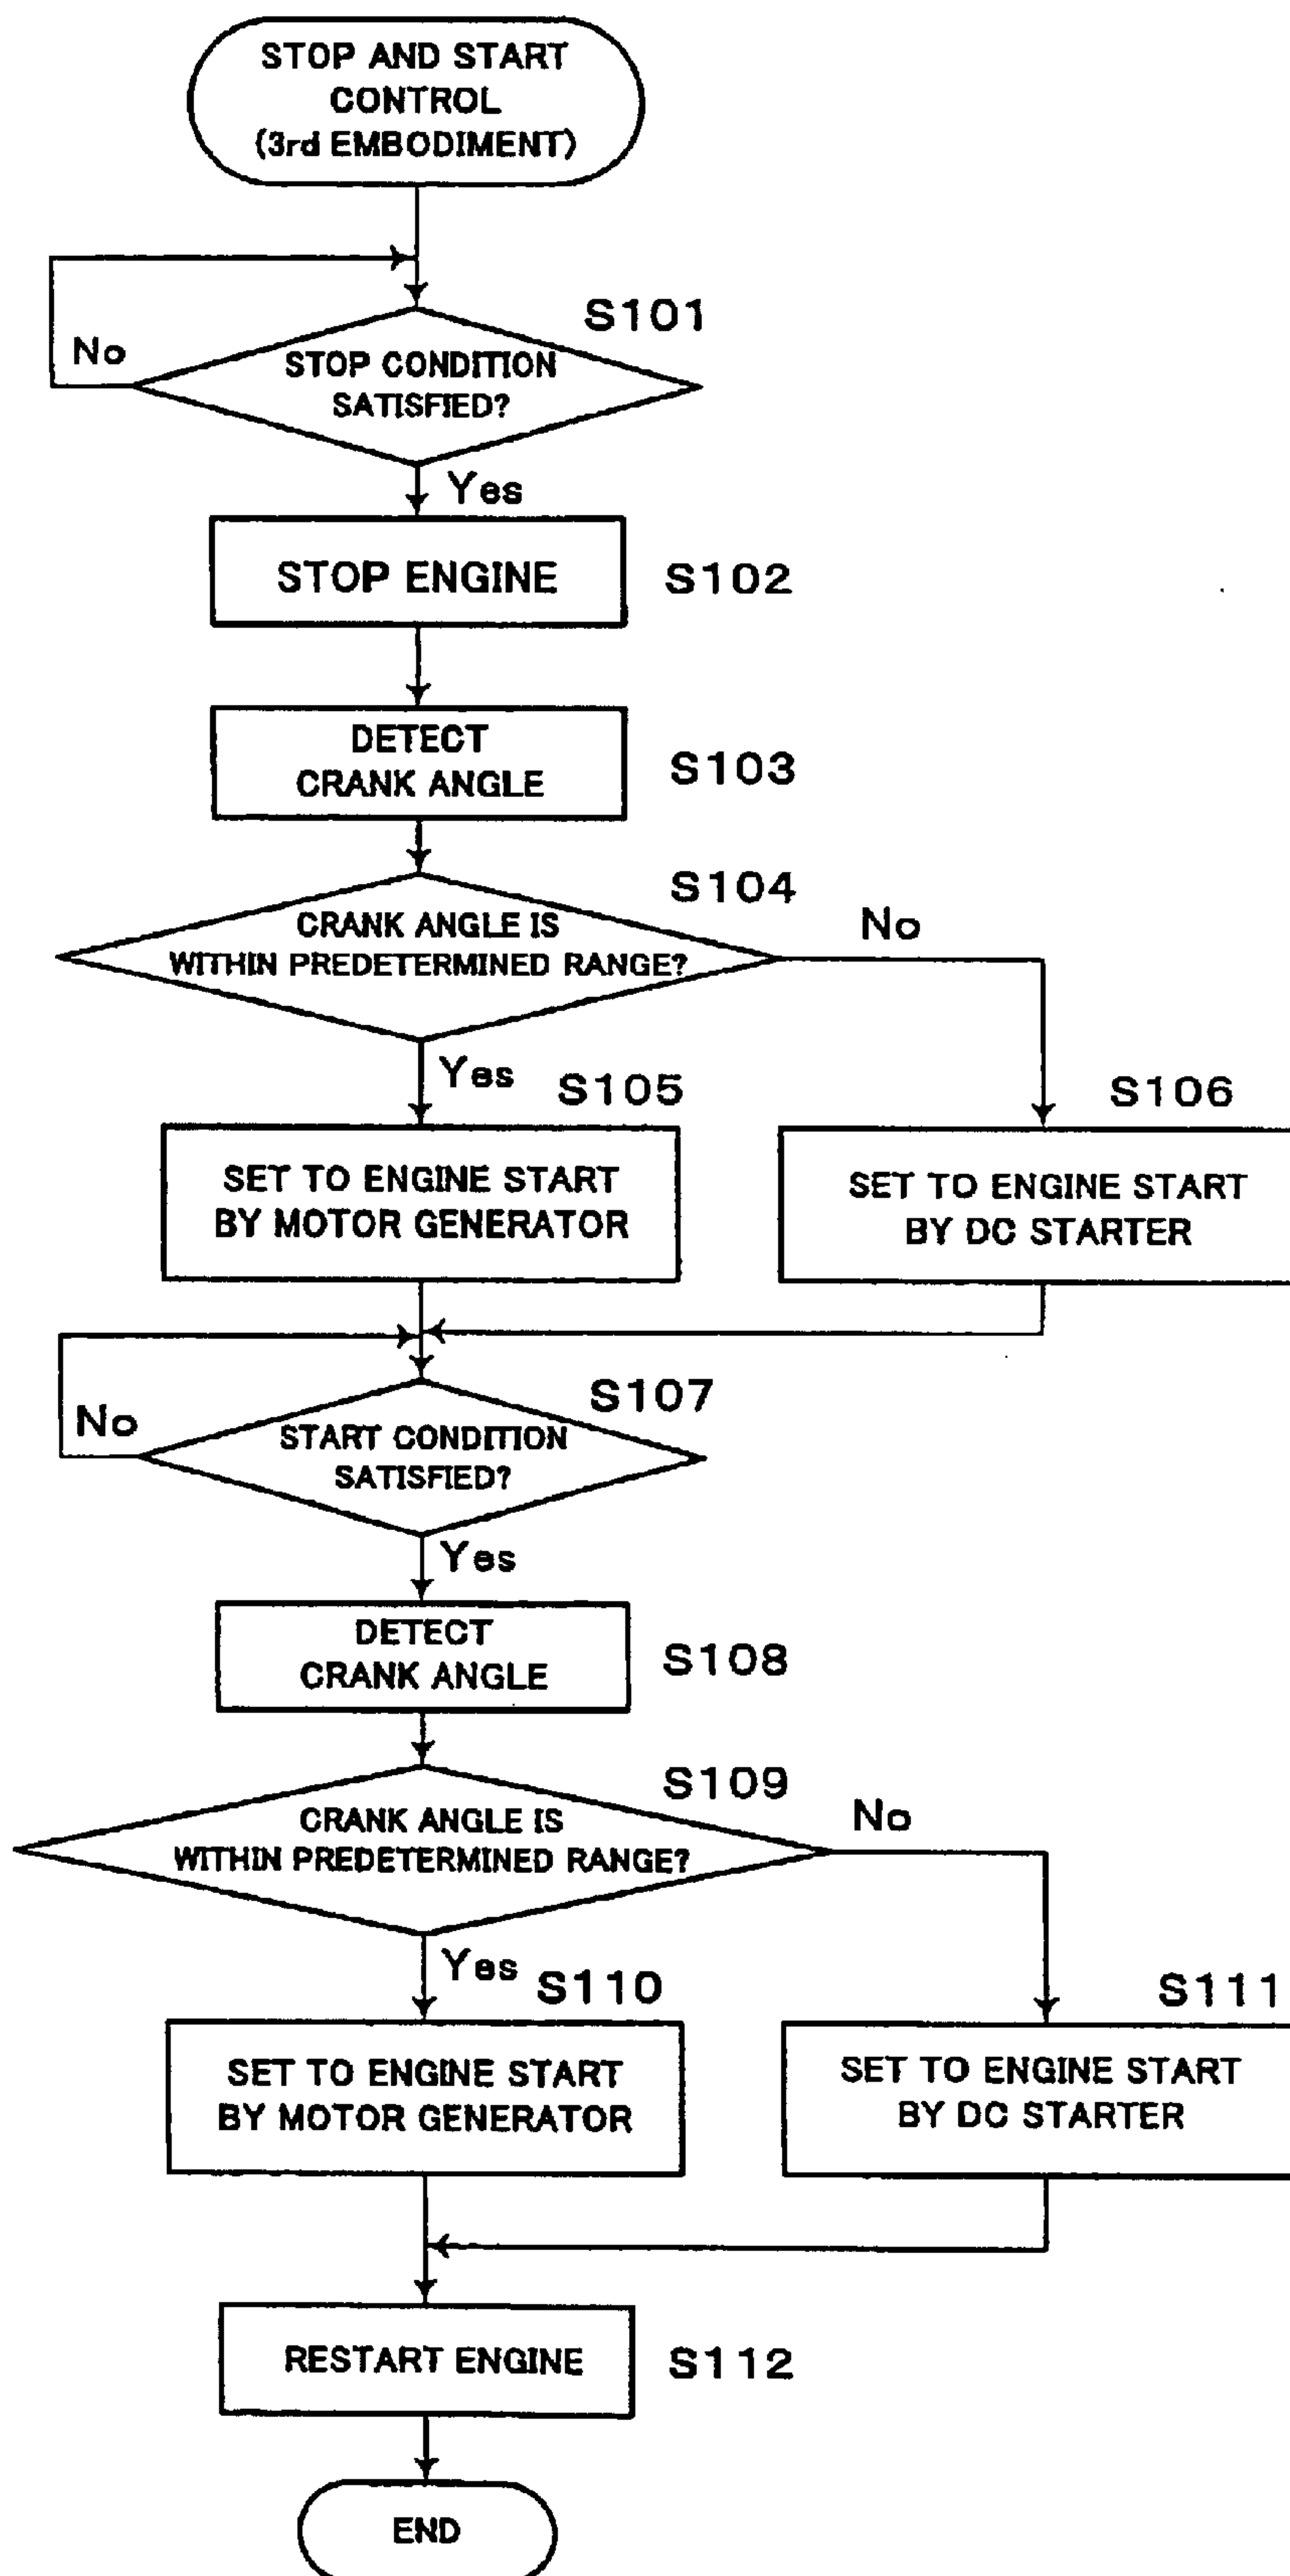 STOP AND START
CONTROL
(3rd EMBODIMENT)
S101
No
STOP CONDITION
SATISFIED?
Yes
STOP ENGINE
S102
DETECT
CRANK ANGLE
S103
S104
CRANK ANGLE IS
WITHIN PREDETERMINED RANGE?
No
Yes
S105
S106
SET TO ENGINE START
BY MOTOR GENERATOR
SET TO ENGINE START
BY DC STARTER
S107
No
START CONDITION
SATISFIED?
Yes
DETECT
CRANK ANGLE
S108
S109
CRANK ANGLE IS
WITHIN PREDETERMINED RANGE?
No
Yes
S110
S111
SET TO ENGINE START
BY MOTOR GENERATOR
SET TO ENGINE START
BY DC STARTER
RESTART ENGINE
S112
END